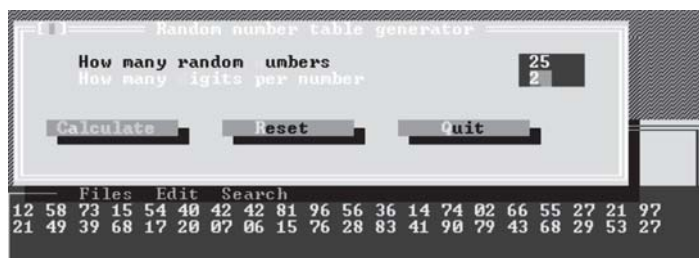 Random number table generator
How many random umbers 25
How many igits per number 2
Calculate eset uit
Files Edit Search
12 58 73 15 54 40 42 42 81 96 56 36 14 74 02 66 55 27 21 97
21 49 39 68 17 20 07 06 15 76 28 83 41 90 79 43 68 29 53 27